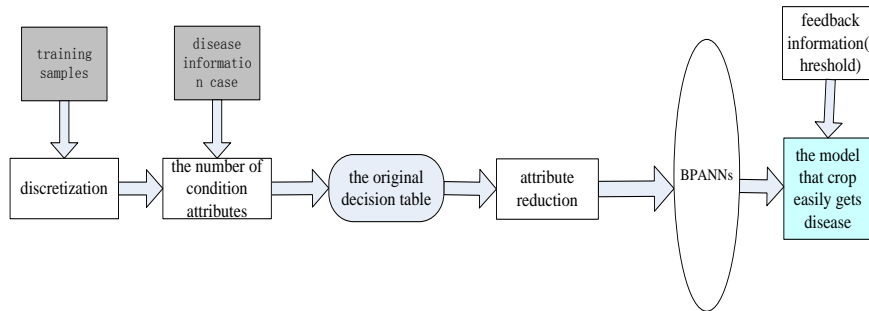 training
samples
disease
informatio
n case
feedback
information(
hreshold)
discretization
the number of
condition
attributes
the original
decision table
attribute
reduction
BPANNs
the model
that crop
easily gets
disease